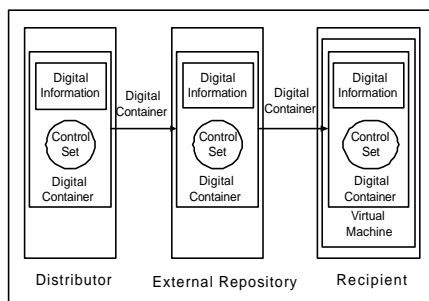 Digital
Information
Control
Set
Digital
Container
Digital
Container
Digital
Information
Control
Set
Digital
Container
Digital
Container
Digital
Information
Control
Set
Digital
Container
Virtual
Machine
Distributor
External Repository
Recipient